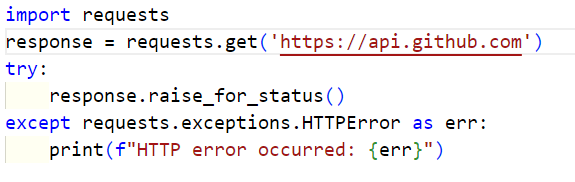 import requests
response = requests.get('https://api.github.com')
try:
    response.raise_for_status()
except requests.exceptions.HTTPError as err:
    print(f"HTTP error occurred: {err}")